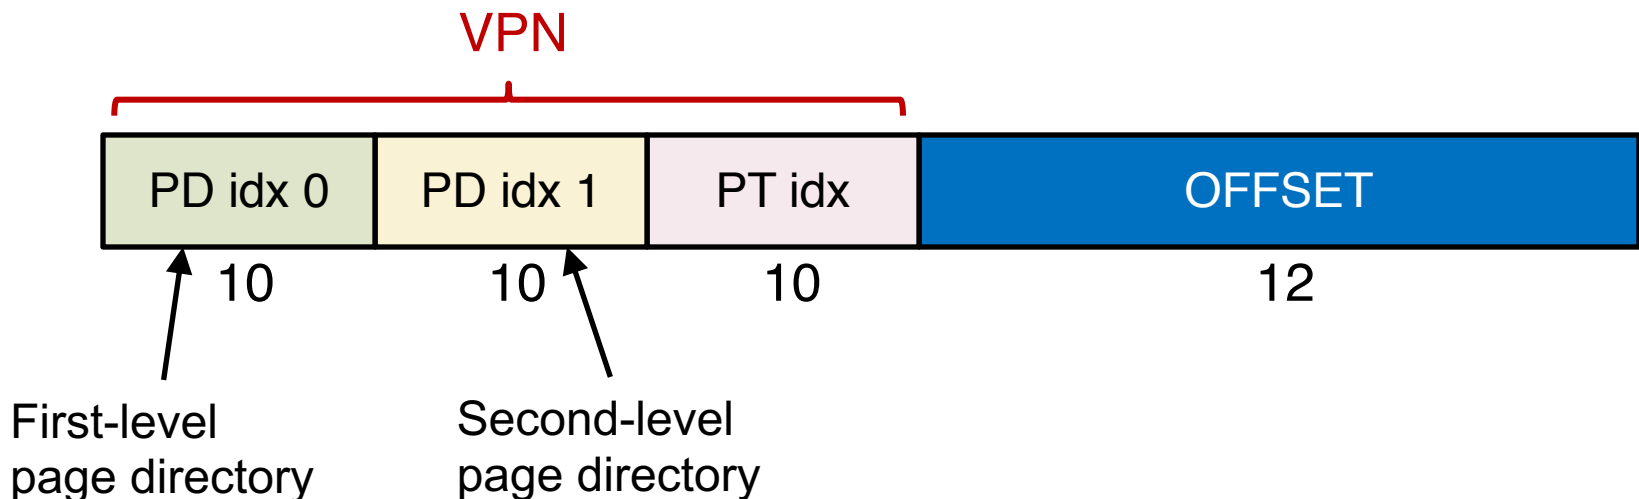 VPN
PD idx 0
PD idx 1
PT idx
OFFSET
10
10
10
12
First-level
page directory
Second-level
page directory